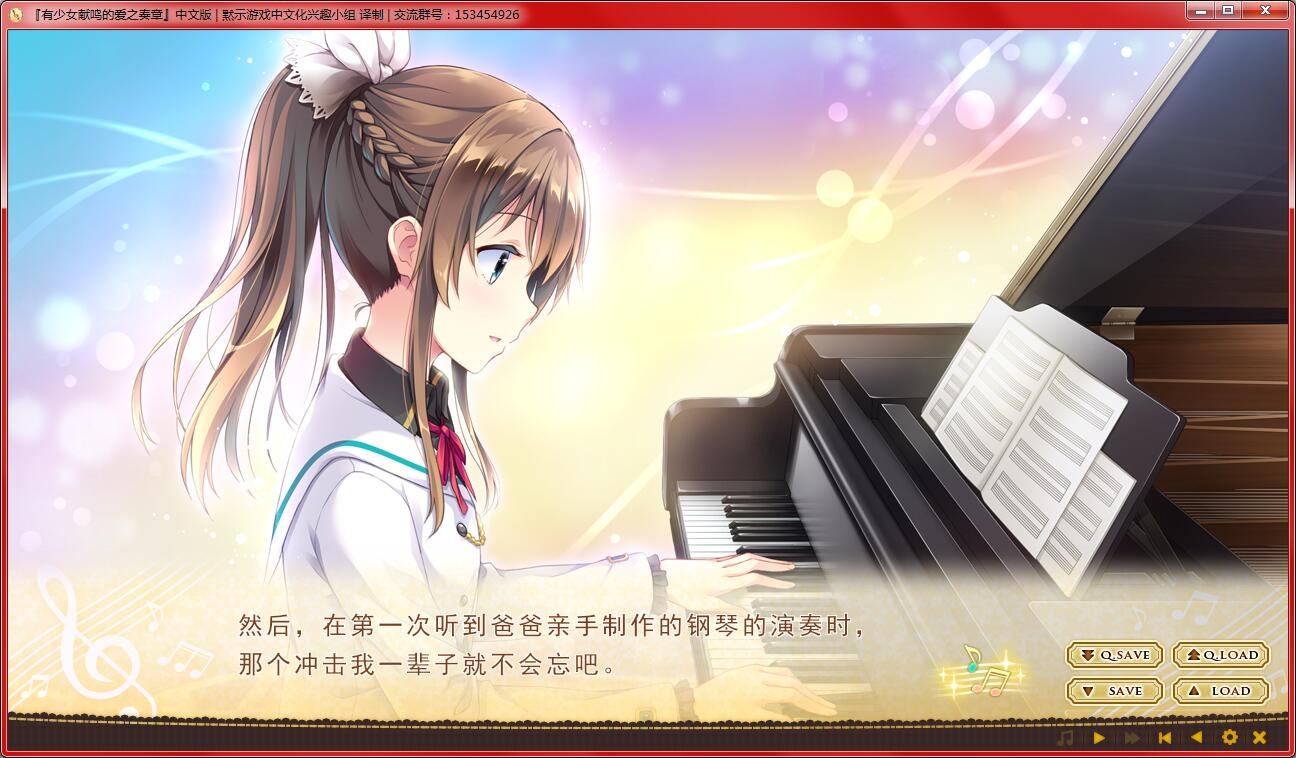 『有少女献鸣的爱之奏章』中文版 | 黙示游戏中文化兴趣小组 译制 | 交流群号：153454926
然后，在第一次听到爸爸亲手制作的钢琴的演奏时，
那个冲击我一辈子就不会忘吧。
Q.SAVE
Q.LOAD
SAVE
LOAD